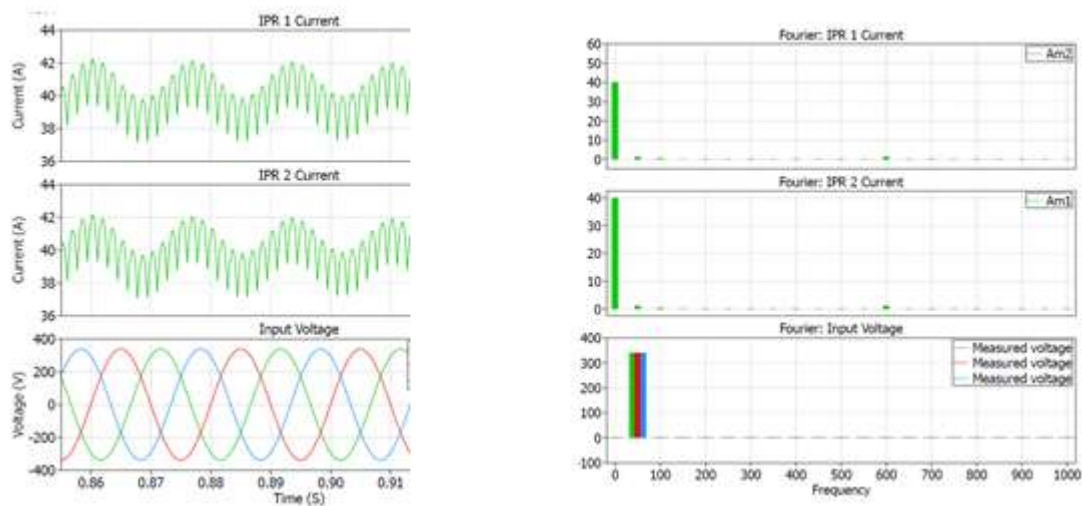 IPR 1 Current
44
42
40
38
36
Current (A)
IPR 2 Current
44
42
40
38
36
Current (A)
Input Voltage
400
200
0
-200
-400
Voltage (V)
0.86 0.87 0.88 0.89 0.90 0.91
Time (S)
Fourier: IPR 1 Current
Am2
60
50
40
30
20
10
0
Fourier: IPR 2 Current
Am1
40
30
20
10
0
Fourier: Input Voltage
Measured voltage
Measured voltage
Measured voltage
400
300
200
100
0
-100
0 100 200 300 400 500 600 700 800 900 1000
Frequency